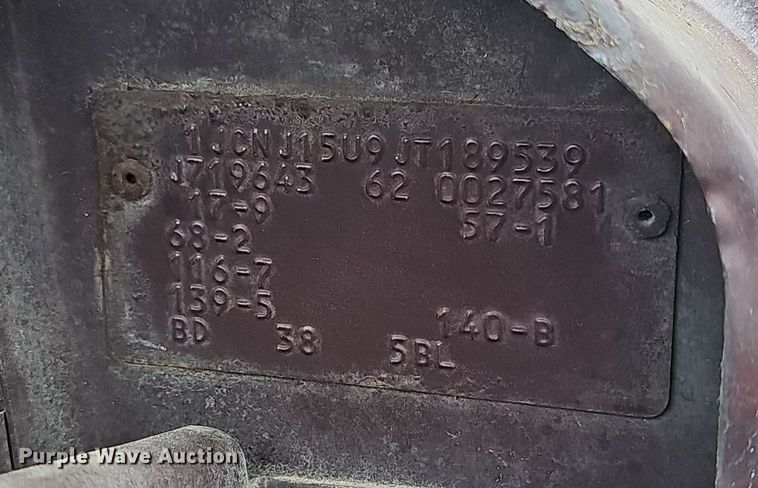 1JCNJ15U9JT189539
J719643 62 0027581
17-9 57-1
68-2
116-7
139-5 140-B
BD 38 5BL
Purple Wave Auction